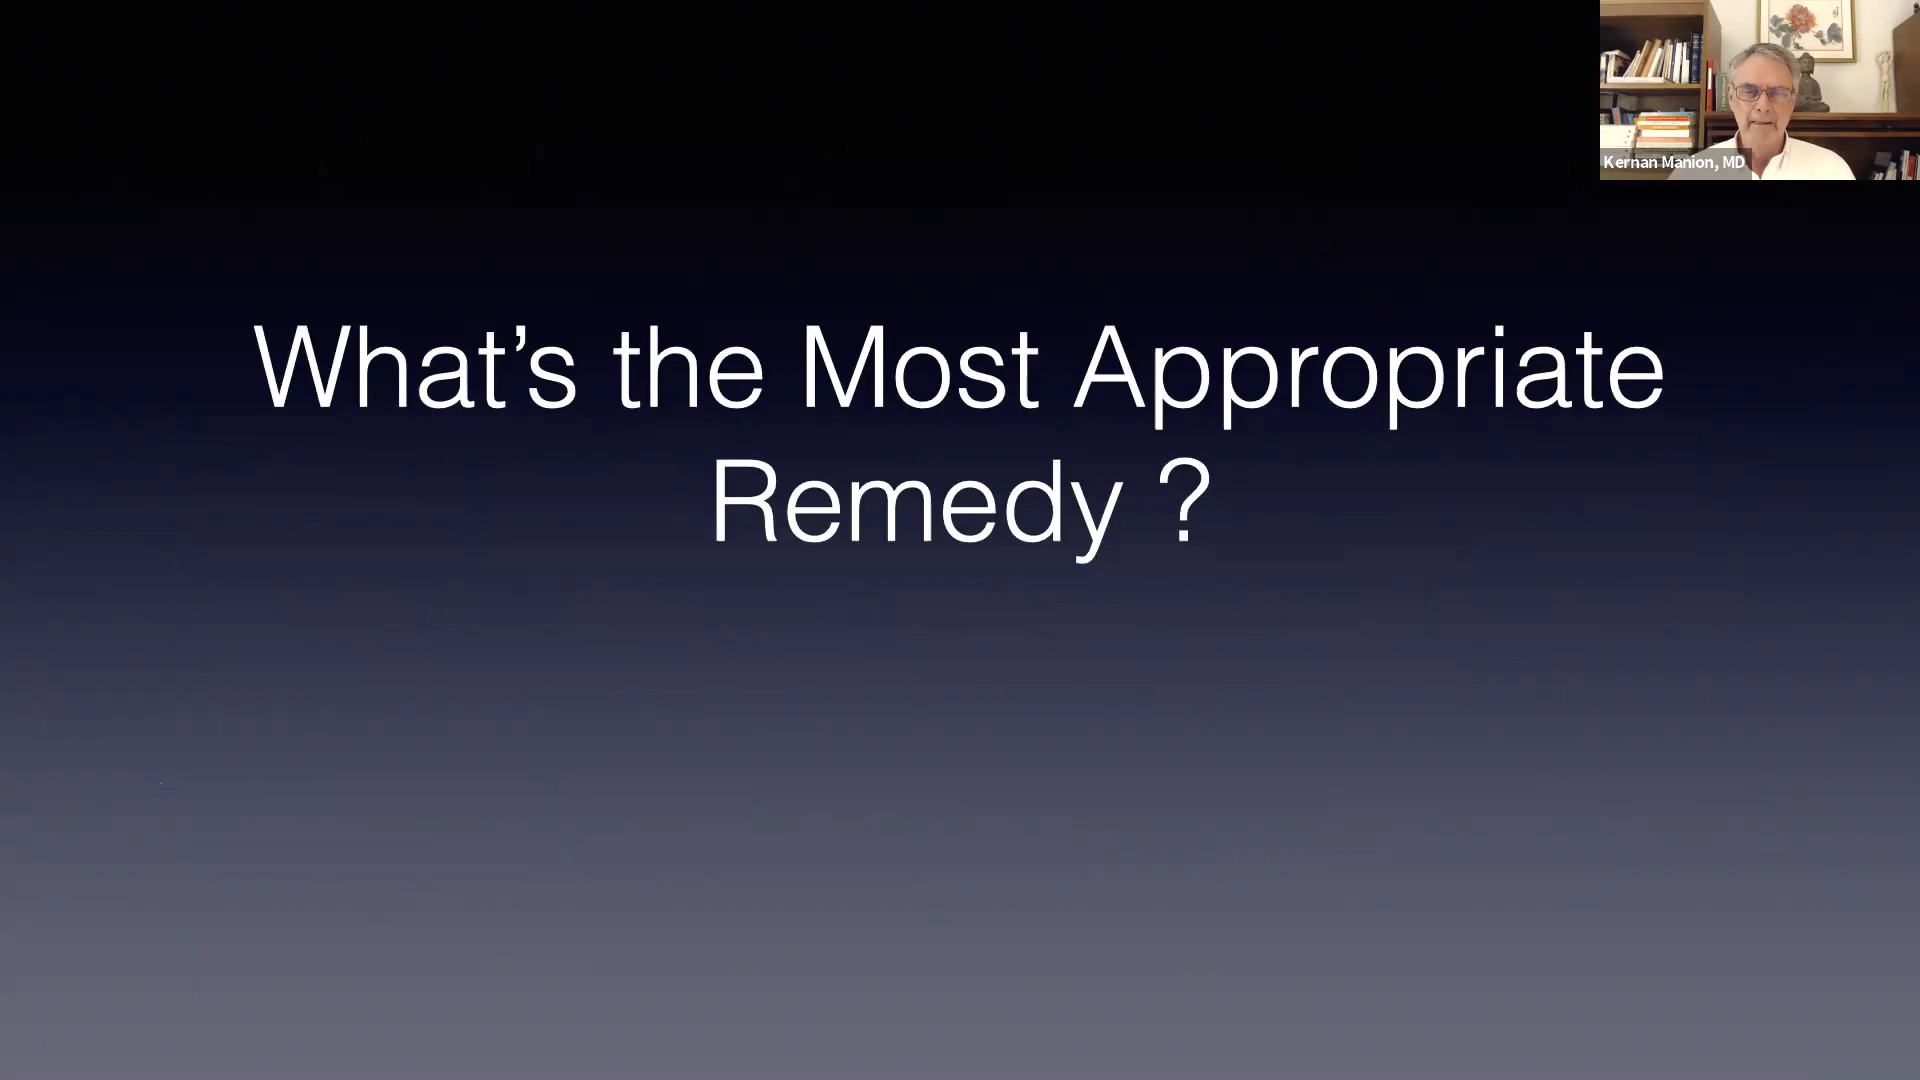 Kernan Manion, MD
What’s the Most Appropriate
Remedy ?